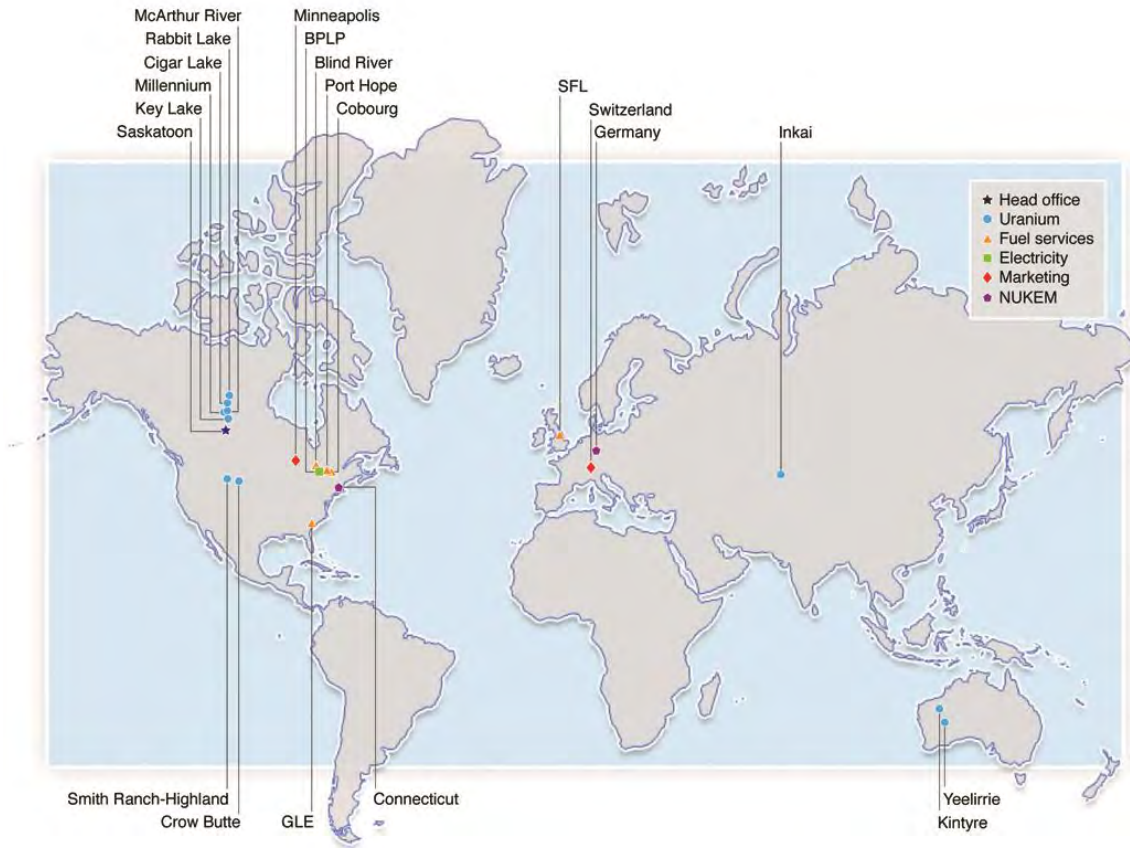 McArthur River
Rabbit Lake
Cigar Lake
Millennium
Key Lake
Saskatoon
Minneapolis
BPLP
Blind River
Port Hope
Cobourg
SFL
Switzerland
Germany
Inkai
Head office
Uranium
Fuel services
Electricity
Marketing
NUKEM
Smith Ranch-Highland
Crow Butte
GLE
Connecticut
Yeelirrie
Kintyre